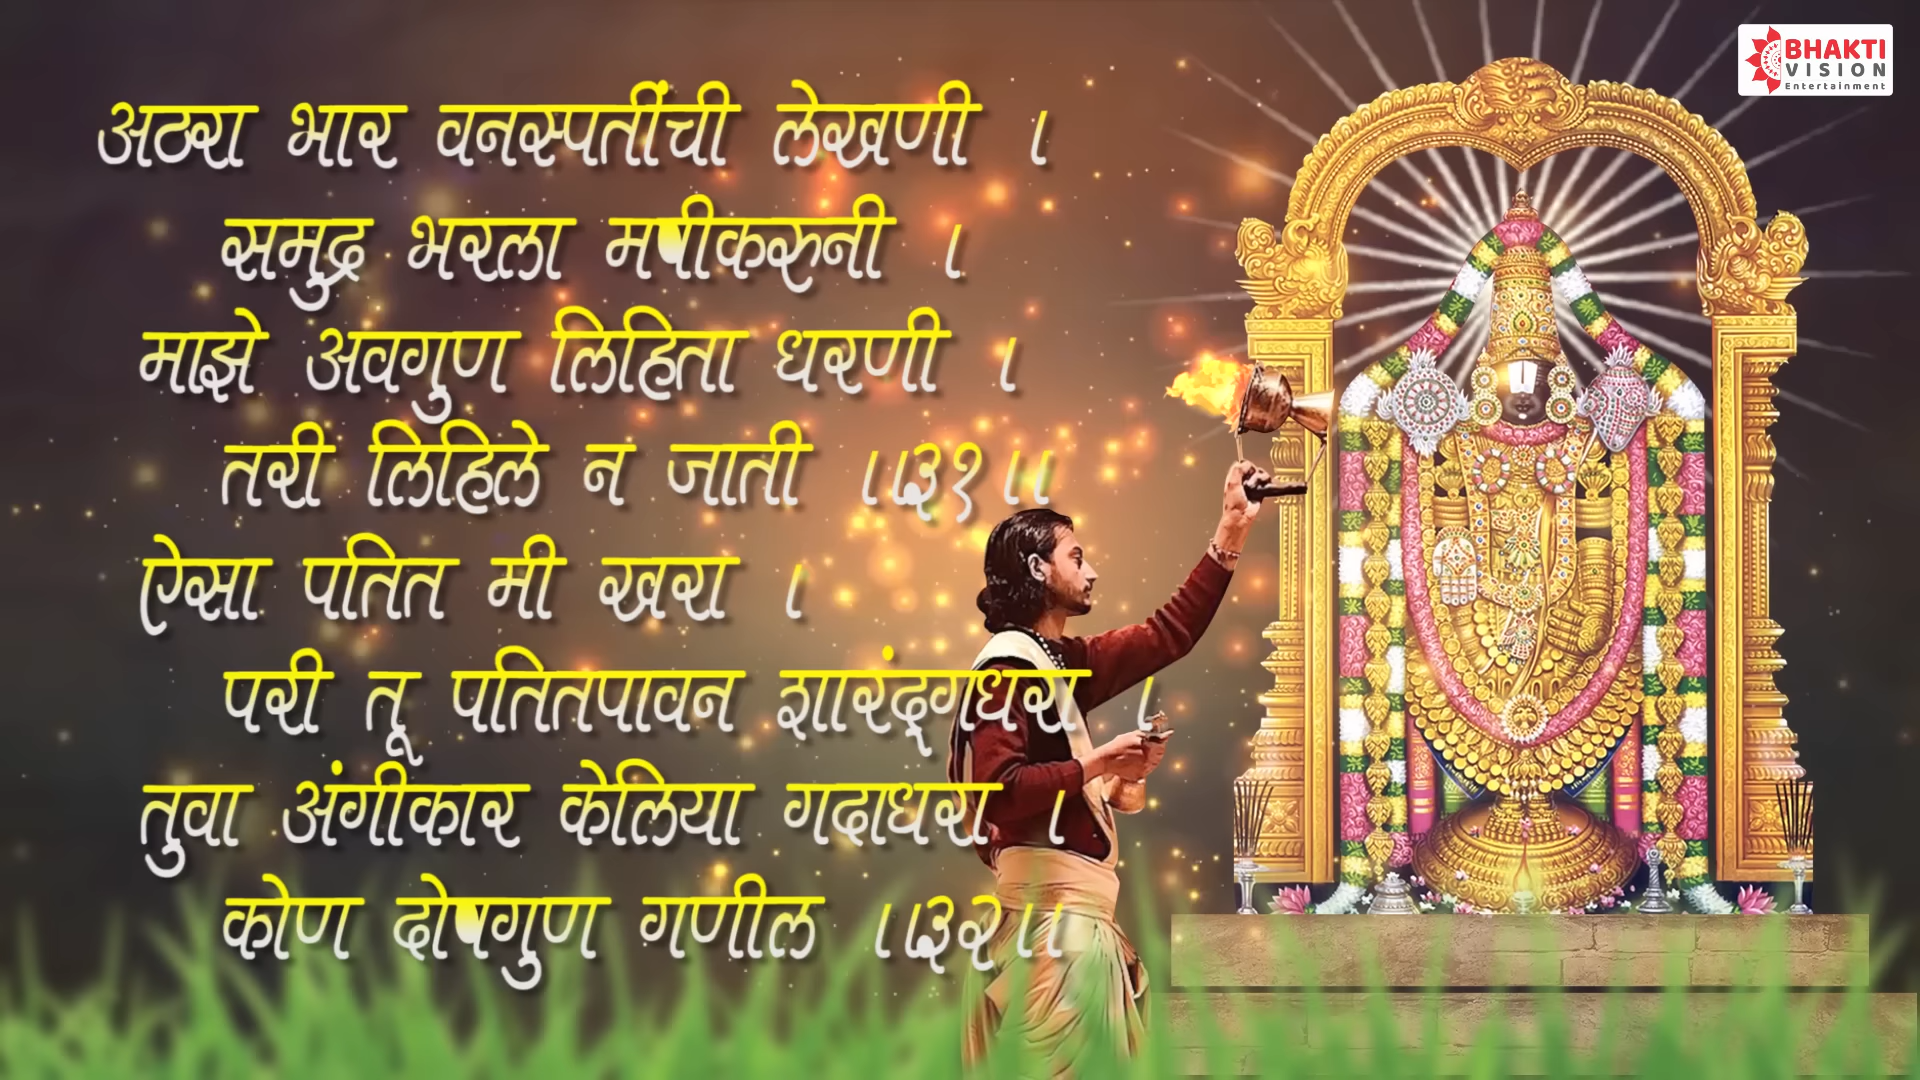 अठरा भार वनस्पतींची लेखणी ।
समुद्र भरला मषीकरुनी ।
माझे अवगुण लिहिता धरणी ।
तरी लिहिले न जाती ।।३१।।
ऐसा पतित मी खरा ।
परी तू पतितपावन शारंद्गधरा ।
तुवा अंगीकार केलिया गदाधरा ।
कोण दोषगुण गणील ।।३२।।
BHAKTI
VISION
Entertainment